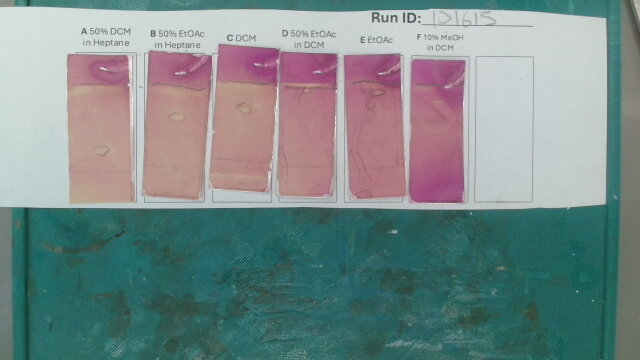 Run ID: 101615
A 50% DCM
in Heptane
B 50% EtOAc
in Heptane
C DCM
D 50% EtOAc
in DCM
E EtOAc
F 10% MeOH
in DCM